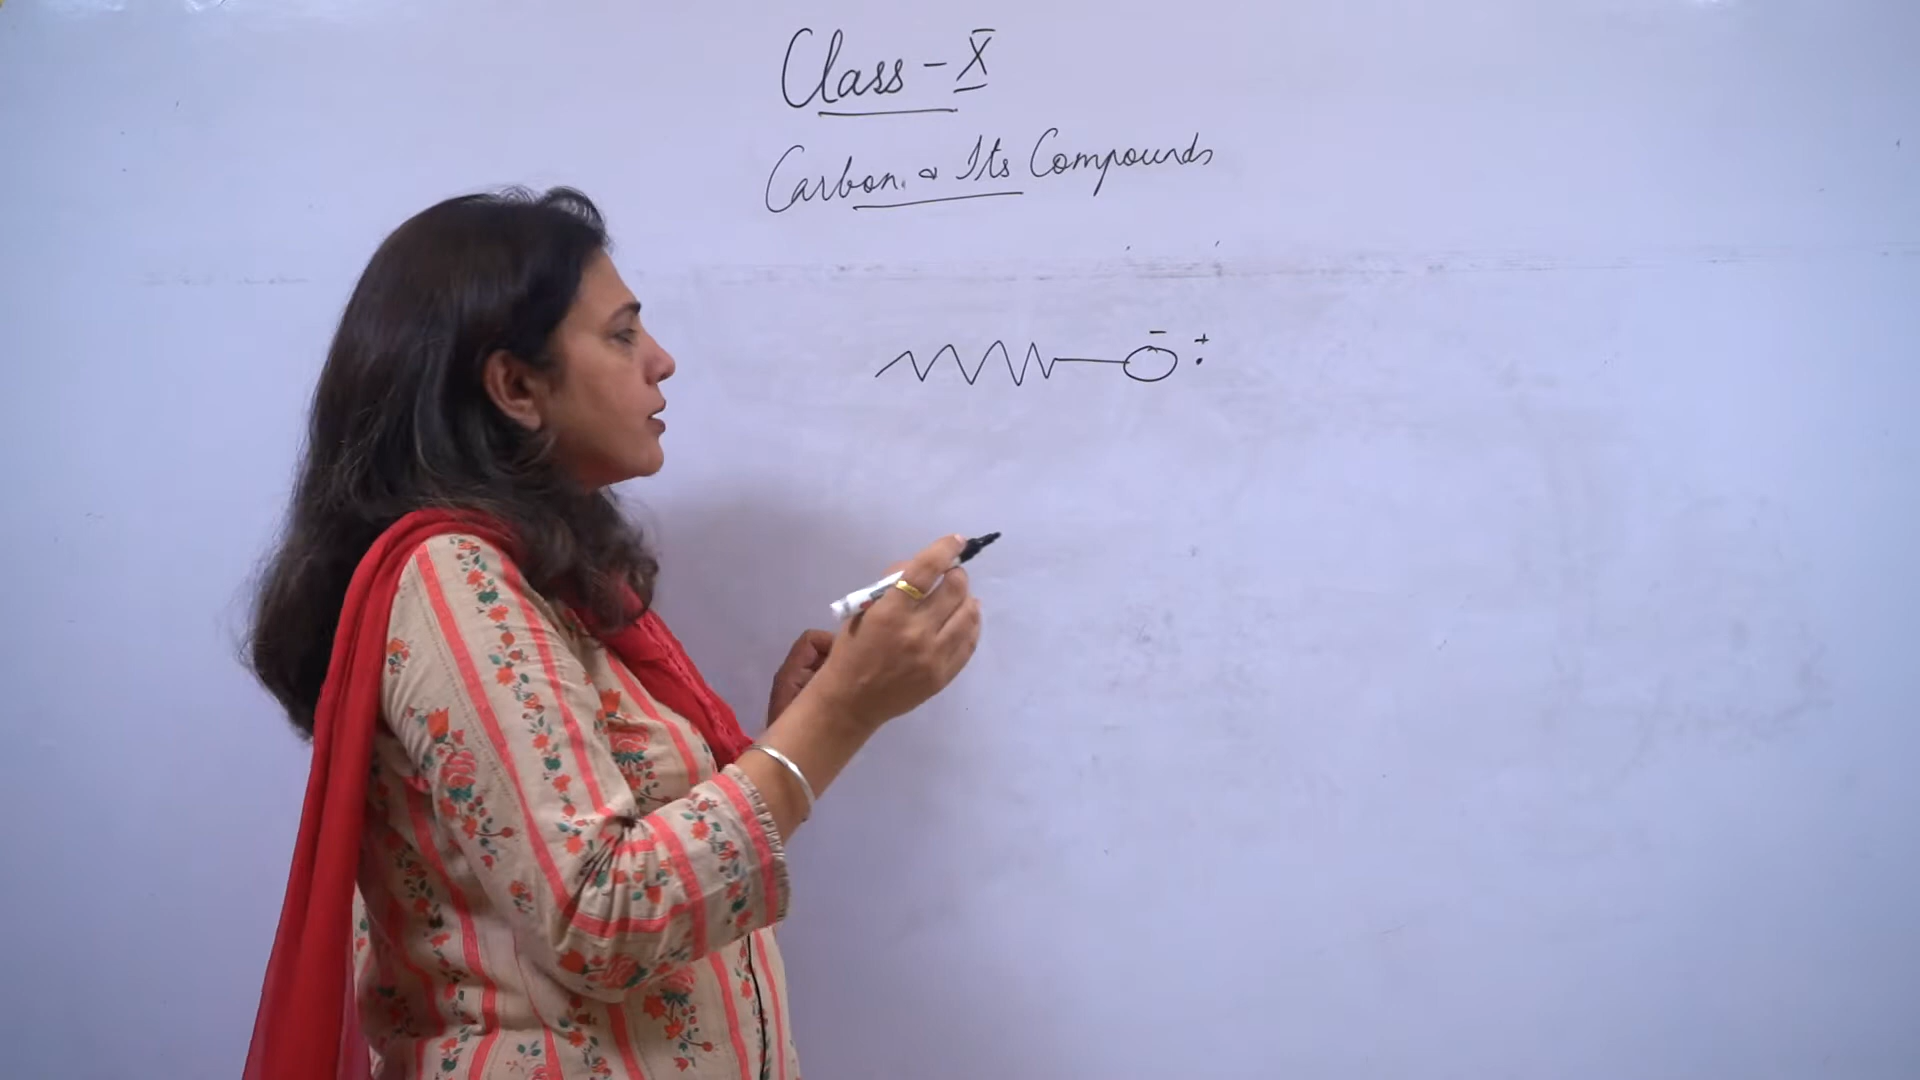 Class - X
Carbon & Its Compounds
- +